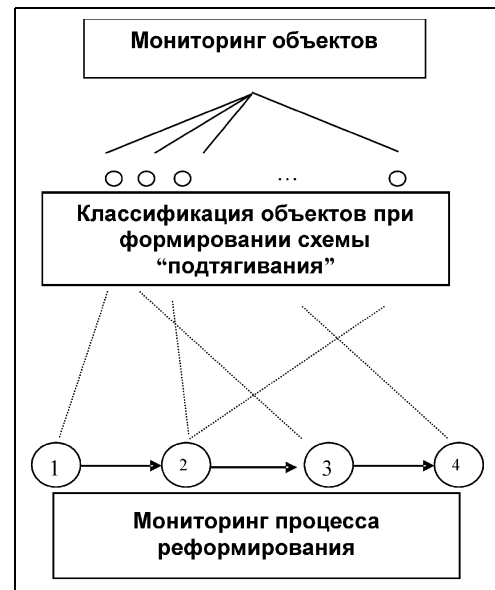 Мониторинг объектов
...
Классификация объектов при
формировании схемы
“подтягивания”
1 2 3 4
Мониторинг процесса
реформирования